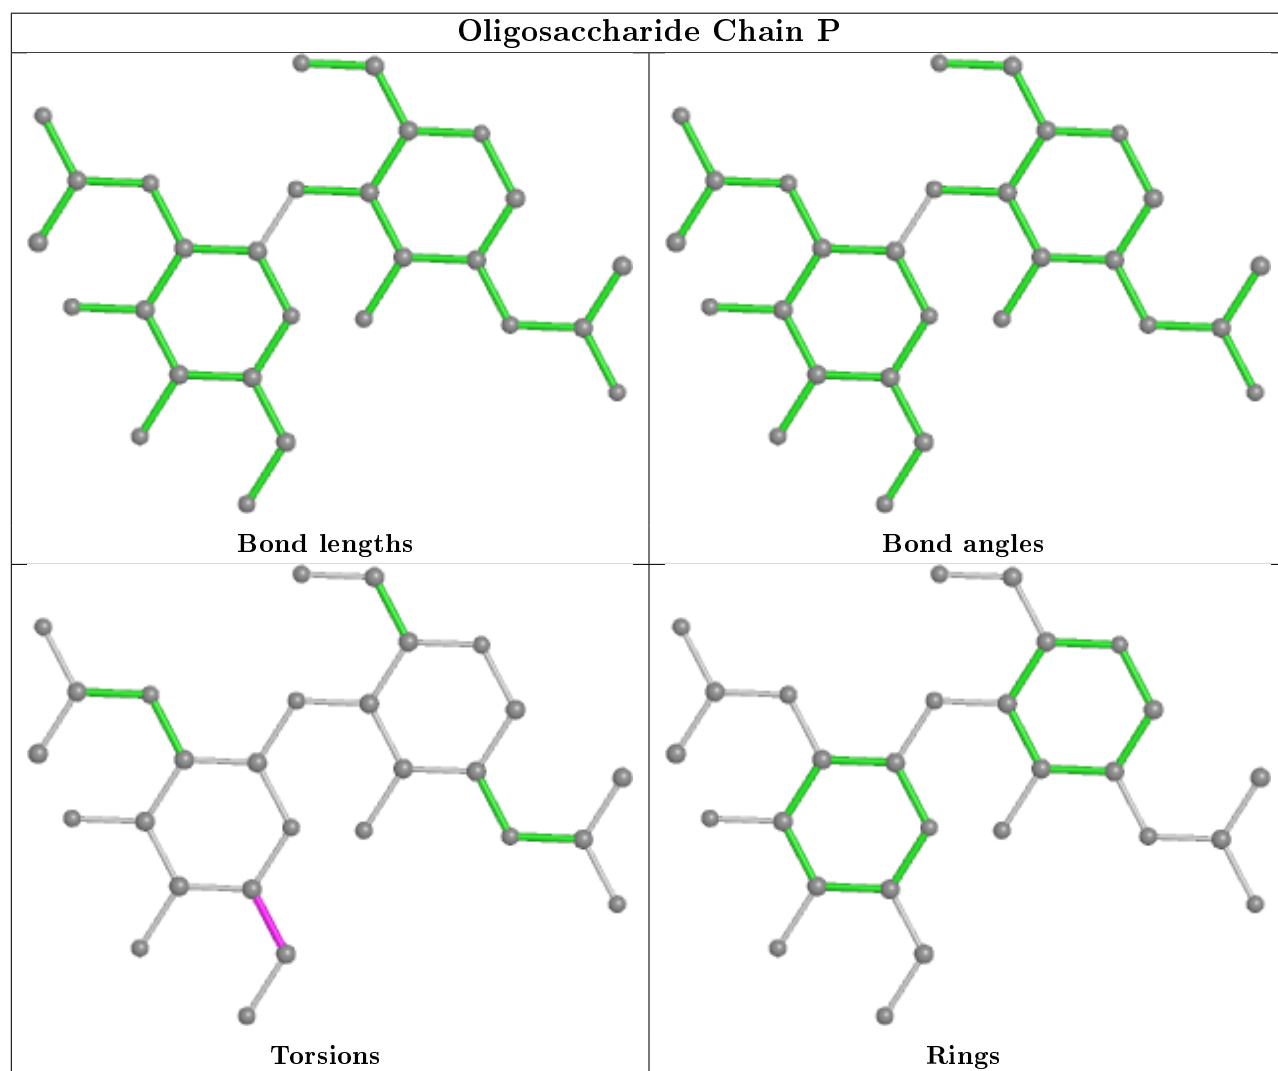 Oligosaccharide Chain P
Bond lengths
Bond angles
Torsions
Rings